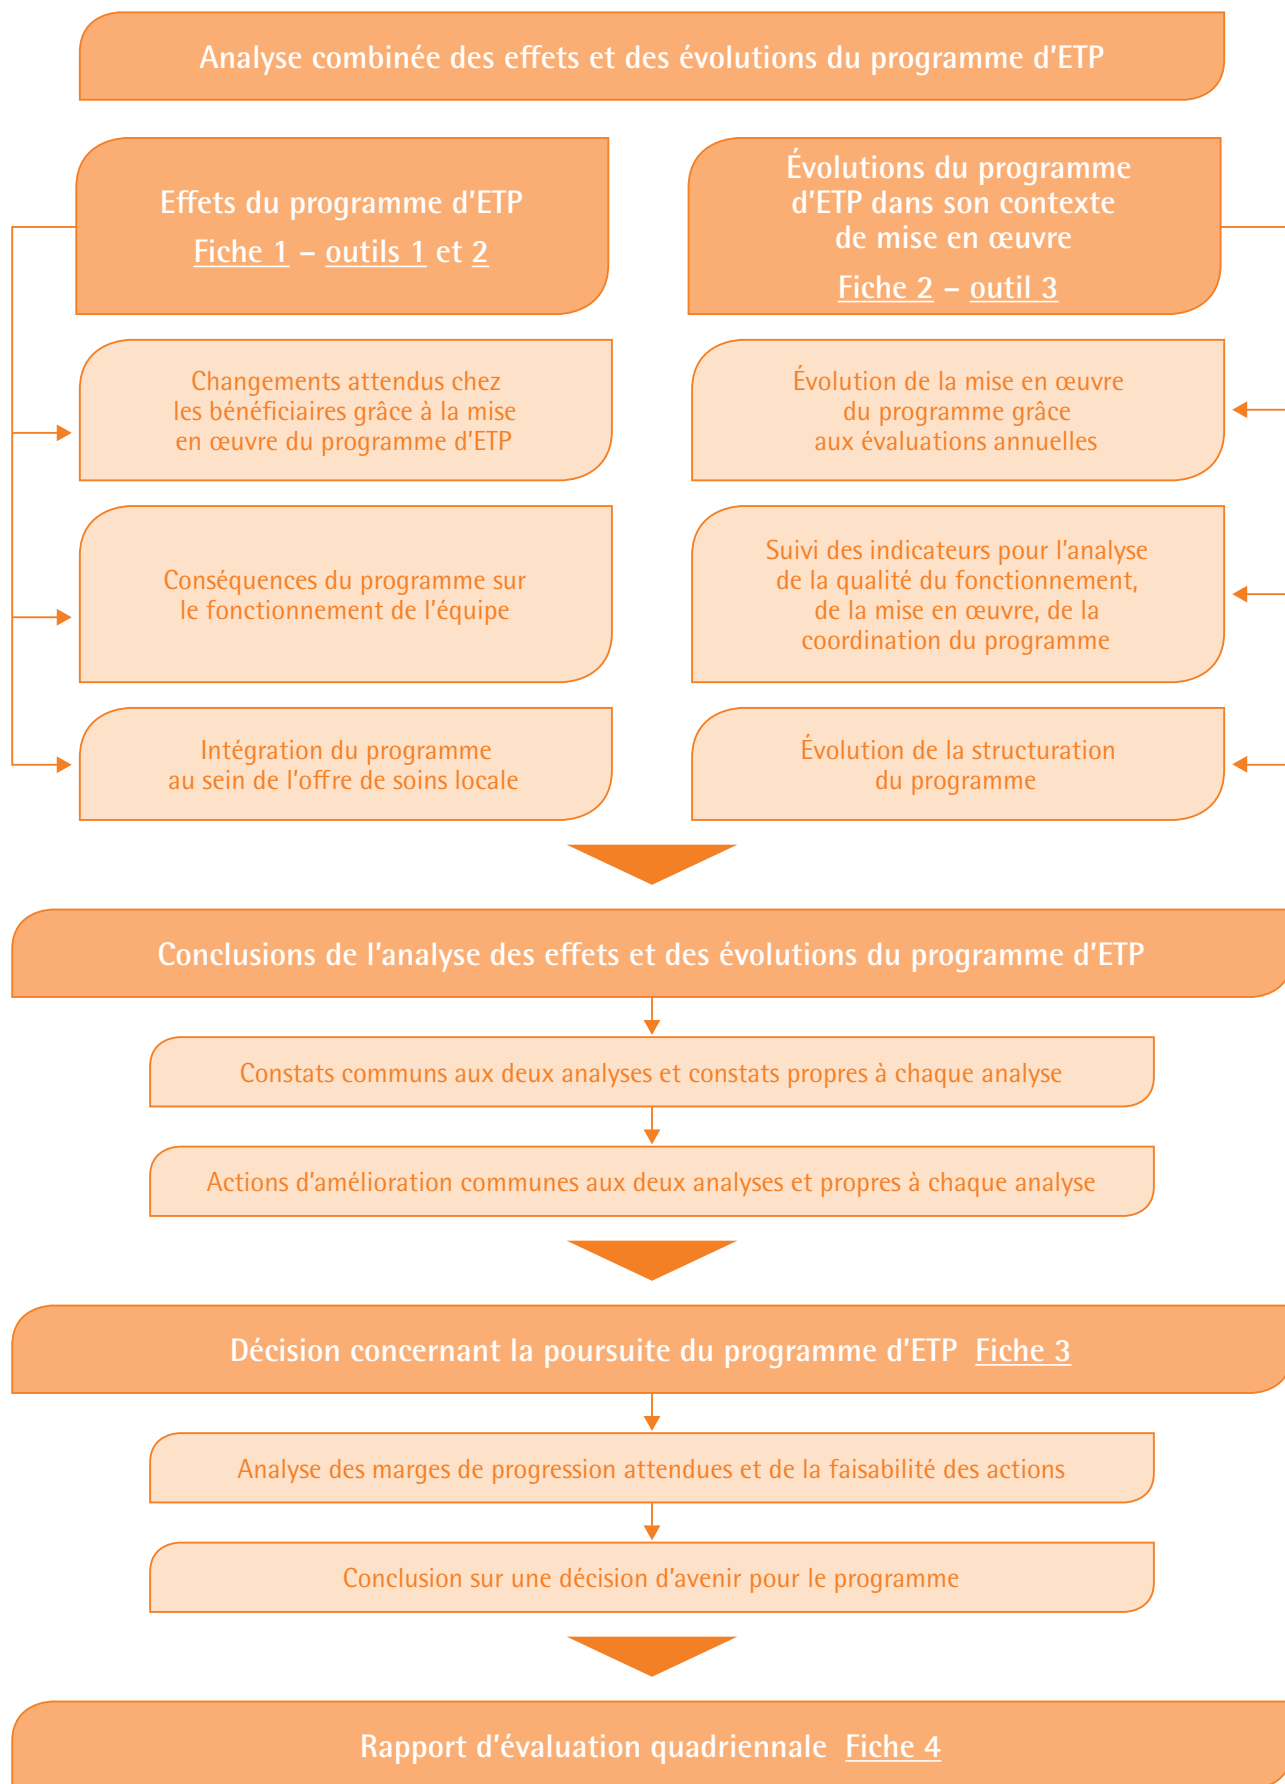 Analyse combinée des effets et des évolutions du programme d'ETP
Effets du programme d'ETP
Fiche 1 – outils 1 et 2
Changements attendus chez
les bénéficiaires grâce à la mise
en œuvre du programme d'ETP
Conséquences du programme sur
le fonctionnement de l'équipe
Intégration du programme
au sein de l'offre de soins locale
Évolutions du programme
d'ETP dans son contexte
de mise en œuvre
Fiche 2 – outil 3
Évolution de la mise en œuvre
du programme grâce
aux évaluations annuelles
Suivi des indicateurs pour l'analyse
de la qualité du fonctionnement,
de la mise en œuvre, de la
coordination du programme
Évolution de la structuration
du programme
Conclusions de l'analyse des effets et des évolutions du programme d'ETP
Constats communs aux deux analyses et constats propres à chaque analyse
Actions d'amélioration communes aux deux analyses et propres à chaque analyse
Décision concernant la poursuite du programme d'ETP Fiche 3
Analyse des marges de progression attendues et de la faisabilité des actions
Conclusion sur une décision d'avenir pour le programme
Rapport d'évaluation quadriennale Fiche 4